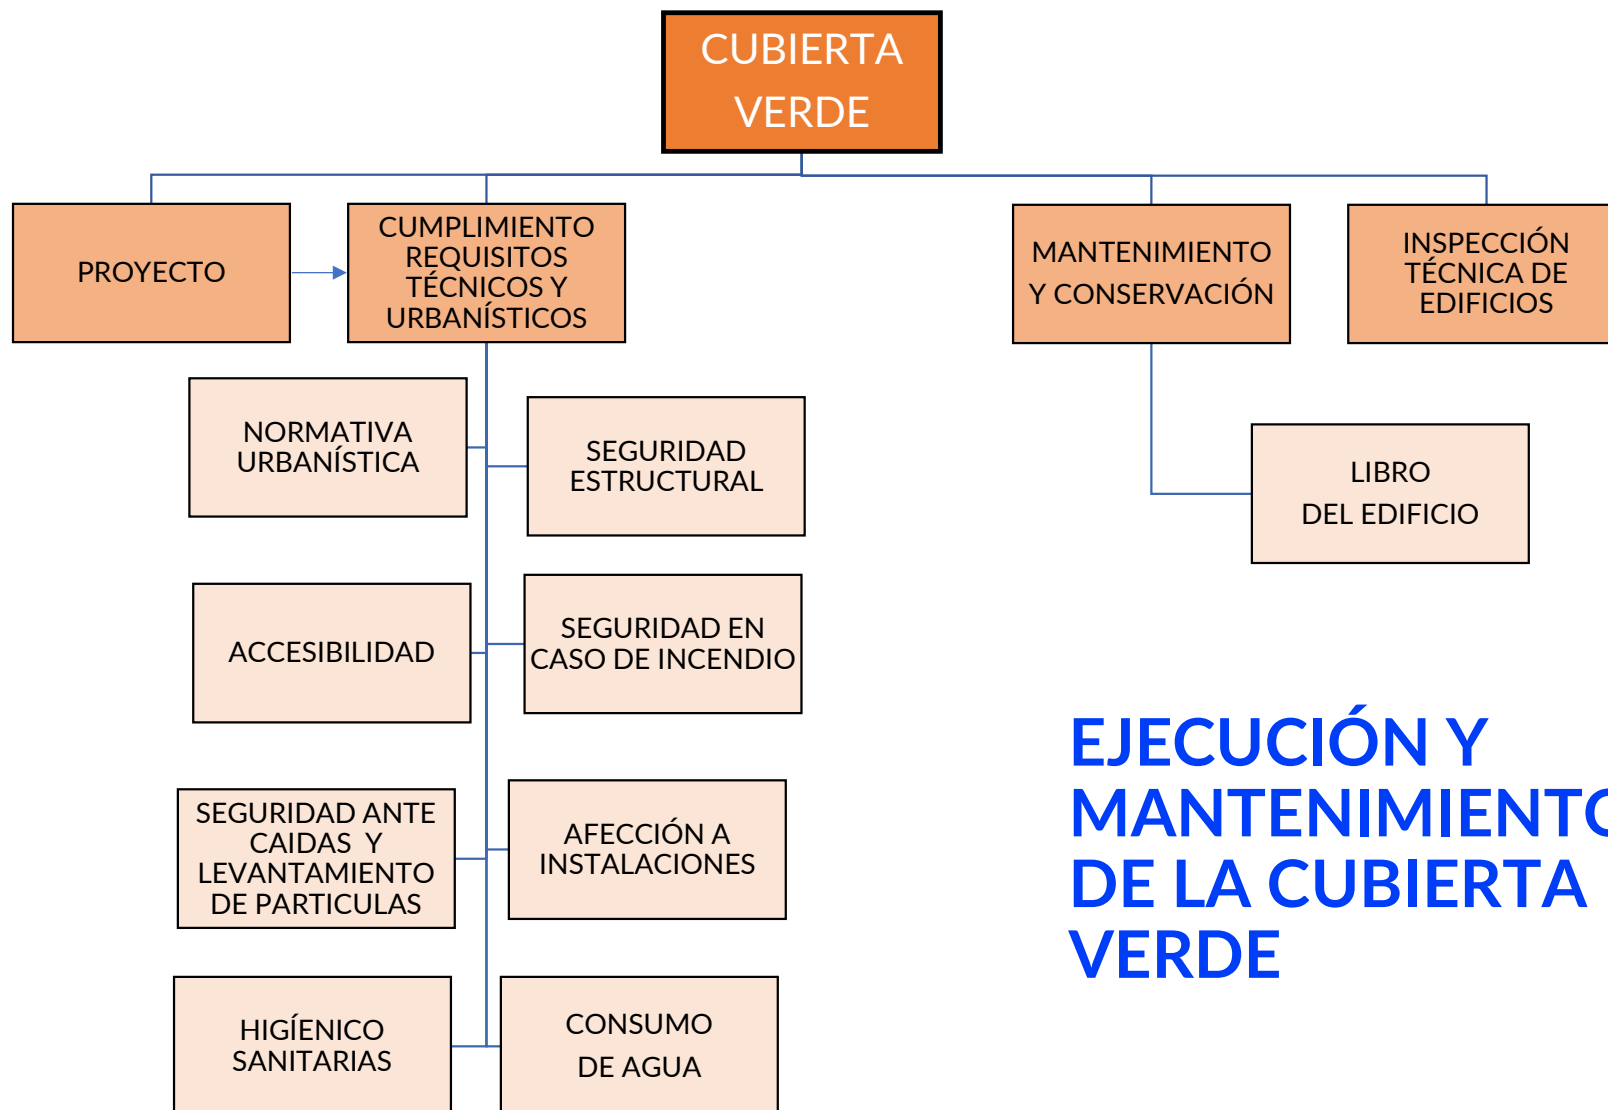 CUBIERTA
VERDE
PROYECTO
CUMPLIMIENTO
REQUISITOS
TÉCNICOS Y
URBANÍSTICOS
MANTENIMIENTO
Y CONSERVACIÓN
INSPECCIÓN
TÉCNICA DE
EDIFICIOS
NORMATIVA
URBANÍSTICA
SEGURIDAD
ESTRUCTURAL
LIBRO
DEL EDIFICIO
ACCESIBILIDAD
SEGURIDAD EN
CASO DE INCENDIO
SEGURIDAD ANTE
CAIDAS Y
LEVANTAMIENTO
DE PARTICULAS
AFECCIÓN A
INSTALACIONES
HIGÍENICO
SANITARIAS
CONSUMO
DE AGUA
EJECUCIÓN Y
MANTENIMIENTO
DE LA CUBIERTA
VERDE